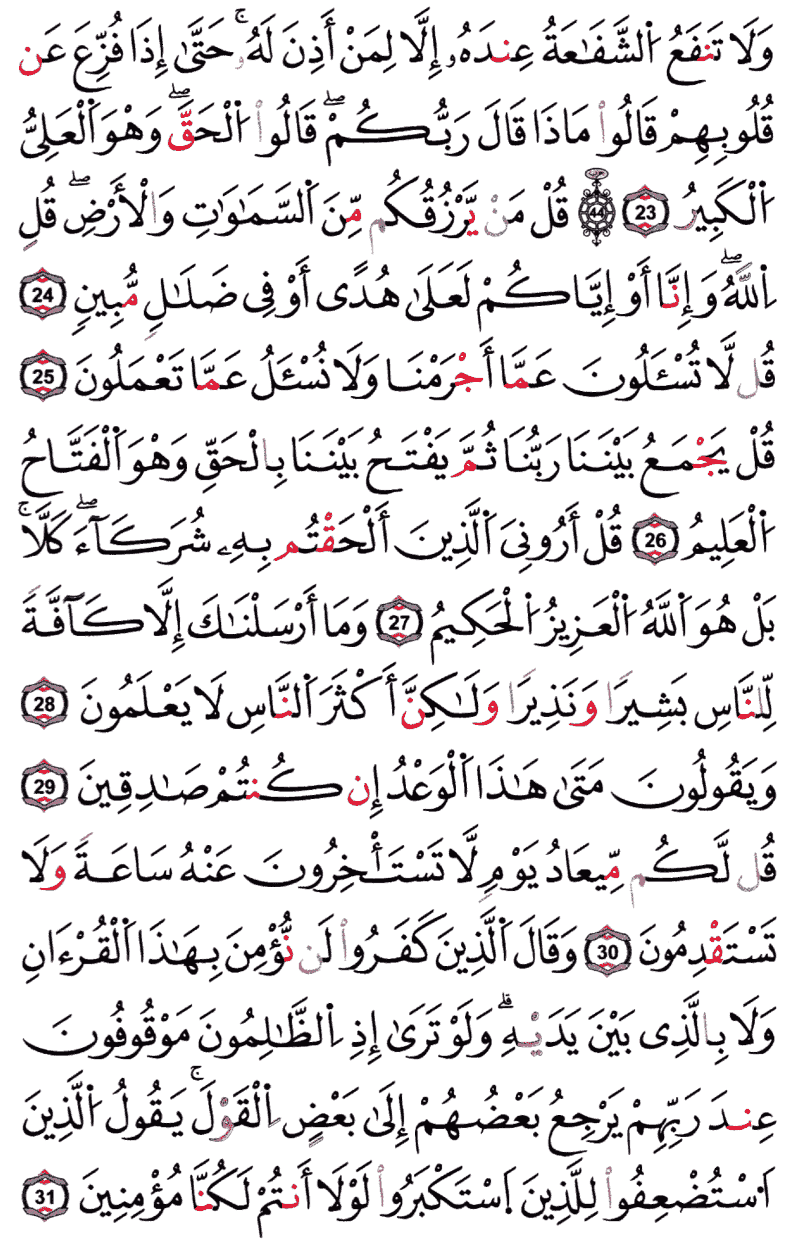 وَلَا تَنفَعُ ٱلشَّفَٰعَةُ عِندَهُۥٓ إِلَّا لِمَنْ أَذِنَ لَهُۥ ۚ حَتَّىٰ إِذَا فُزِّعَ عَن
قُلُوبِهِمْ قَالُوا۟ مَاذَا قَالَ رَبُّكُمْ ۖ قَالُوا۟ ٱلْحَقَّ ۖ وَهْوَ ٱلْعَلِىُّ
ٱلْكَبِيرُ 23 44 قُلْ مَنْ يَّرْزُقُكُم مِّنَ ٱلسَّمَٰوَٰتِ وَٱلْأَرْضِ ۖ قُلِ
ٱللَّهُ ۖ وَإِنَّا أَوْ إِيَّاكُمْ لَعَلَىٰ هُدًى أَوْ فِى ضَلَٰلٍ مُّبِينٍ 24
قُل لَّا تُسْـَٔلُونَ عَمَّا أَجْرَمْنَا وَلَا نُسْـَٔلُ عَمَّا تَعْمَلُونَ 25
قُلْ يَجْمَعُ بَيْنَنَا رَبُّنَا ثُمَّ يَفْتَحُ بَيْنَنَا بِٱلْحَقِّ وَهْوَ ٱلْفَتَّاحُ
ٱلْعَلِيمُ 26 قُلْ أَرُونِىَ ٱلَّذِينَ أَلْحَقْتُم بِهِۦ شُرَكَآءَ ۖ كَلَّا ۚ
بَلْ هُوَ ٱللَّهُ ٱلْعَزِيزُ ٱلْحَكِيمُ 27 وَمَا أَرْسَلْنَٰكَ إِلَّا كَآفَّةً
لِّلنَّاسِ بَشِيرًا وَنَذِيرًا وَلَٰكِنَّ أَكْثَرَ ٱلنَّاسِ لَا يَعْلَمُونَ 28
وَيَقُولُونَ مَتَىٰ هَٰذَا ٱلْوَعْدُ إِن كُنتُمْ صَٰدِقِينَ 29
قُل لَّكُم مِّيعَادُ يَوْمٍ لَّا تَسْتَـْٔخِرُونَ عَنْهُ سَاعَةً وَلَا
تَسْتَقْدِمُونَ 30 وَقَالَ ٱلَّذِينَ كَفَرُوا۟ لَن نُّؤْمِنَ بِهَٰذَا ٱلْقُرْءَانِ
وَلَا بِٱلَّذِى بَيْنَ يَدَيْهِ ۗ وَلَوْ تَرَىٰ إِذِ ٱلظَّٰلِمُونَ مَوْقُوفُونَ
عِندَ رَبِّهِمْ يَرْجِعُ بَعْضُهُمْ إِلَىٰ بَعْضٍ ٱلْقَوْلَ ۚ يَقُولُ ٱلَّذِينَ
ٱسْتُضْعِفُوا۟ لِلَّذِينَ ٱسْتَكْبَرُوا۟ لَوْلَا أَنتُمْ لَكُنَّا مُؤْمِنِينَ 31